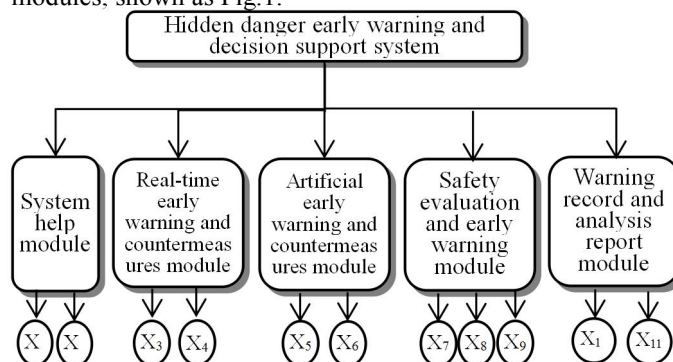 modules, shown as Fig.1.
Hidden danger early warning and
decision support system
System
help
module
Real-time
early
warning and
countermeas
ures module
Artificial
early
warning and
countermeas
ures module
Safety
evaluation
and early
warning
module
Warning
record and
analysis
report
module
X X X₃ X₄ X₅ X₆ X₇ X₈ X₉ X₁ X₁₁